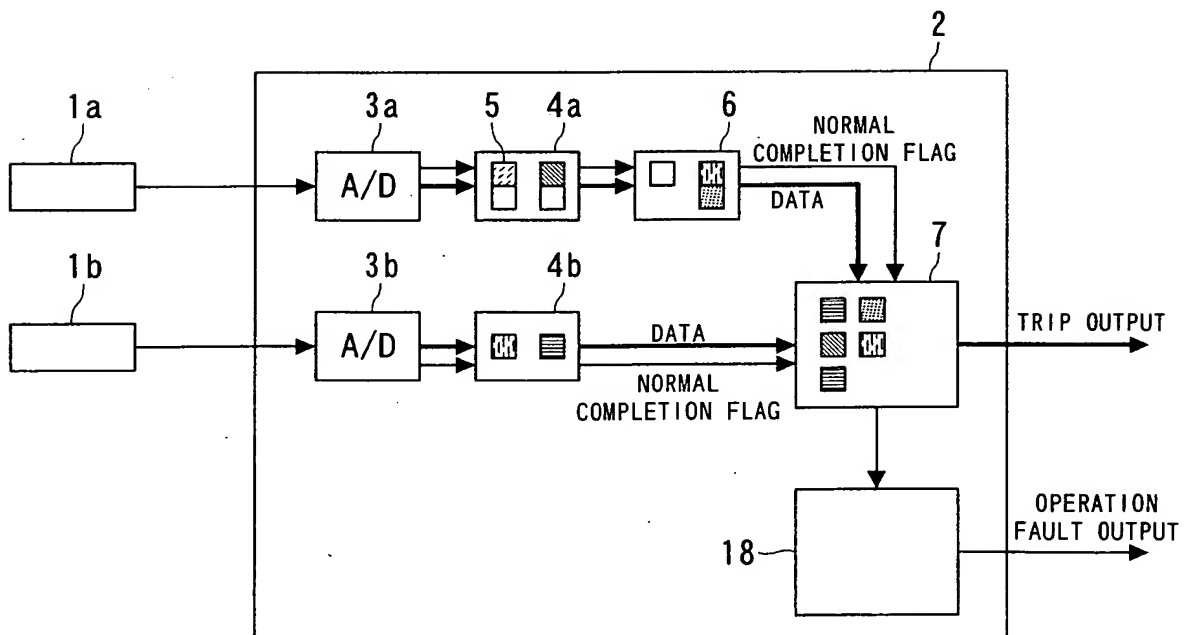 2
1a
3a
5
4a
6
NORMAL
COMPLETION FLAG
A/D
DATA
1b
3b
4b
7
A/D
DATA
TRIP OUTPUT
NORMAL
COMPLETION FLAG
OPERATION
FAULT OUTPUT
18